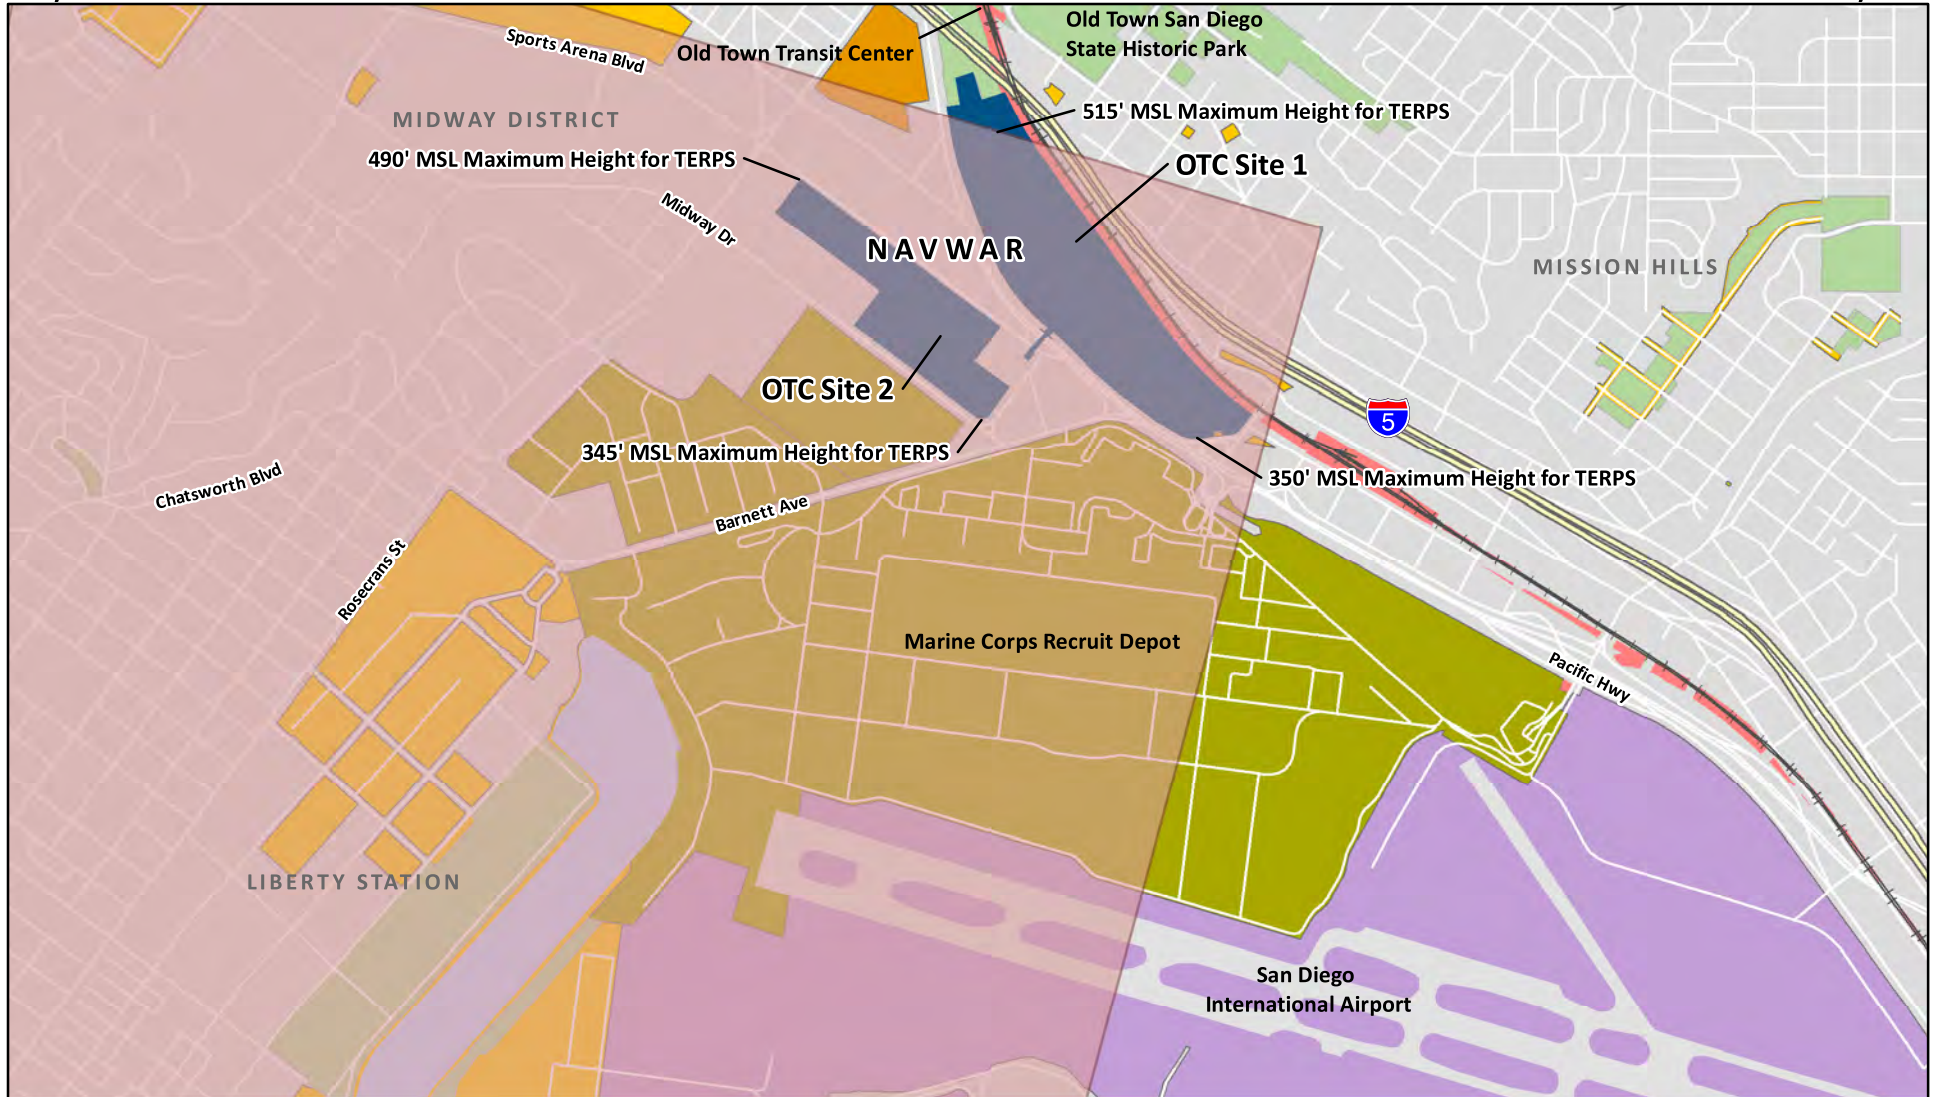 Old Town San Diego
State Historic Park
Sports Arena Blvd
Old Town Transit Center
515' MSL Maximum Height for TERPS
MIDWAY DISTRICT
490' MSL Maximum Height for TERPS
OTC Site 1
Midway Dr
NAVWAR
MISSION HILLS
OTC Site 2
5
345' MSL Maximum Height for TERPS
350' MSL Maximum Height for TERPS
Chatsworth Blvd
Barnett Ave
Rosecrans St
Marine Corps Recruit Depot
Pacific Hwy
LIBERTY STATION
San Diego
International Airport